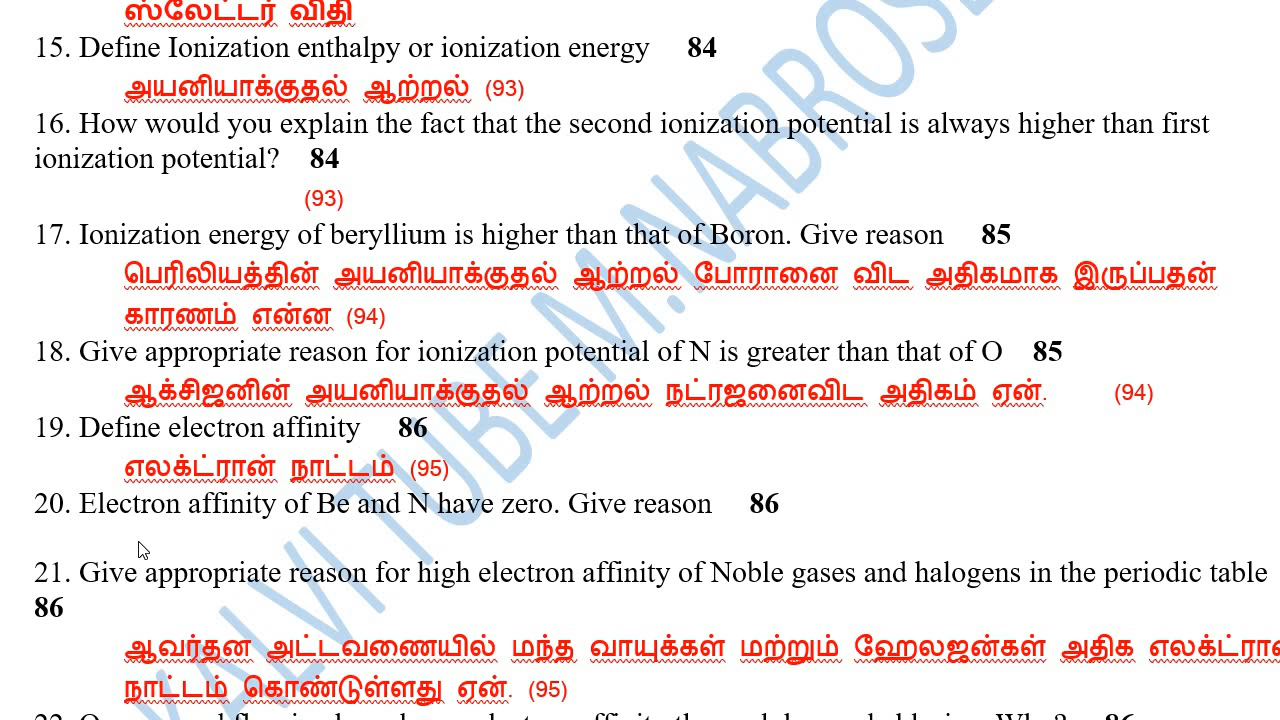 ஸ்லேட்டர் விதி
15. Define Ionization enthalpy or ionization energy 84
அயனியாக்குதல் ஆற்றல் (93)
16. How would you explain the fact that the second ionization potential is always higher than first
ionization potential? 84
(93)
17. Ionization energy of beryllium is higher than that of Boron. Give reason 85
பெரிலியத்தின் அயனியாக்குதல் ஆற்றல் போரானை விட அதிகமாக இருப்பதன்
காரணம் என்ன (94)
18. Give appropriate reason for ionization potential of N is greater than that of O 85
ஆக்சிஜனின் அயனியாக்குதல் ஆற்றல் நட்ரஜனைவிட அதிகம் ஏன். (94)
19. Define electron affinity 86
எலக்ட்ரான் நாட்டம் (95)
20. Electron affinity of Be and N have zero. Give reason 86
21. Give appropriate reason for high electron affinity of Noble gases and halogens in the periodic table
86
ஆவர்தன அட்டவணையில் மந்த வாயுக்கள் மற்றும் ஹேலஜன்கள் அதிக
நாட்டம் கொண்டுள்ளது ஏன். (95)
KALVI TUBE M.NABROSE